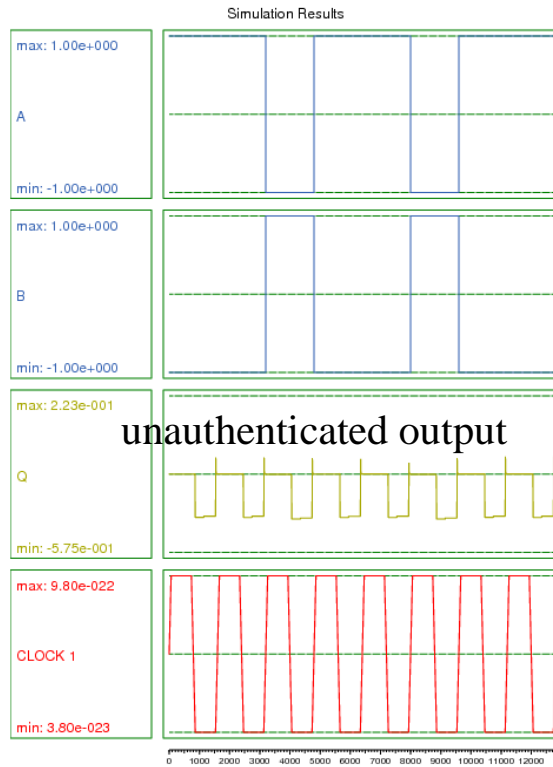 Simulation Results
max: 1.00e+000
A
min: -1.00e+000
max: 1.00e+000
B
min: -1.00e+000
max: 2.23e-001
unauthenticated output
Q
min: -5.75e-001
max: 9.80e-022
CLOCK 1
min: 3.80e-023
0 1000 2000 3000 4000 5000 6000 7000 8000 9000 10000 11000 12000